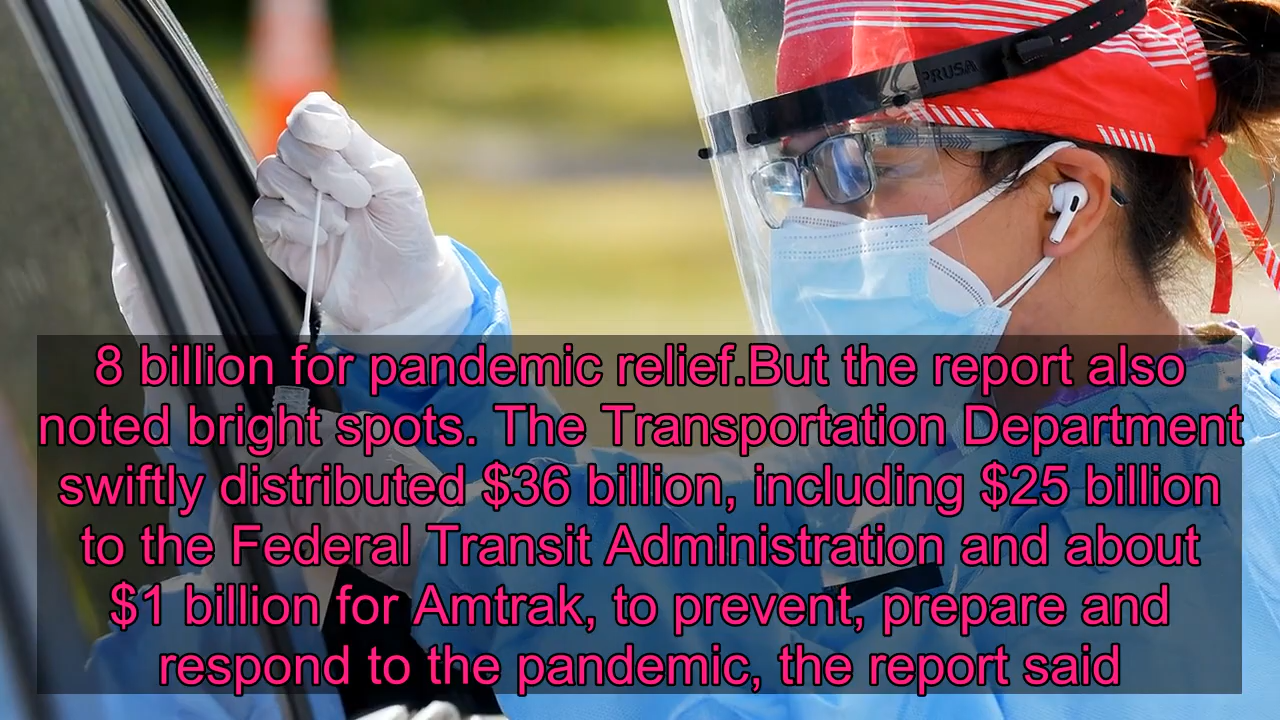 PRUSA
8 billion for pandemic relief.But the report also
noted bright spots. The Transportation Department
swiftly distributed $36 billion, including $25 billion
to the Federal Transit Administration and about
$1 billion for Amtrak, to prevent, prepare and
respond to the pandemic, the report said